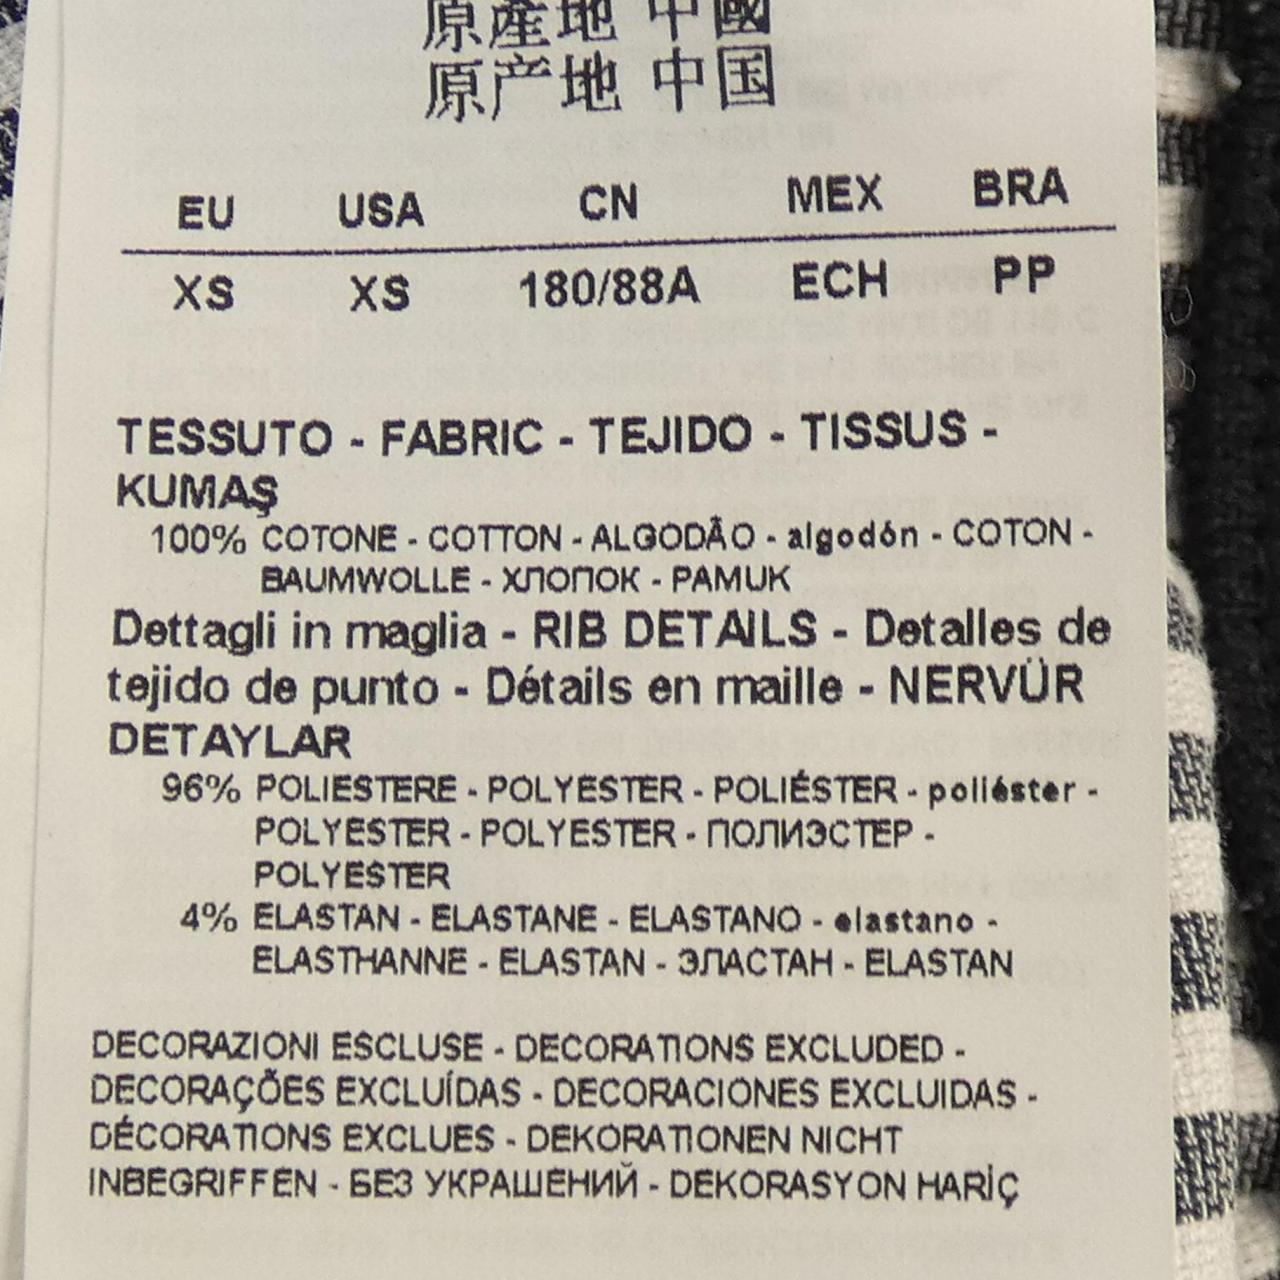 原產地 中國
原产地 中国
EU USA CN MEX BRA
XS XS 180/88A ECH PP
TESSUTO - FABRIC - TEJIDO - TISSUS -
KUMAŞ
100% COTONE - COTTON - ALGODÃO - algodón - COTON -
BAUMWOLLE - ХЛОПОК - PAMUK
Dettagli in maglia - RIB DETAILS - Detalles de
tejido de punto - Détails en maille - NERVÜR
DETAYLAR
96% POLIESTERE - POLYESTER - POLIÉSTER - poliéster -
POLYESTER - POLYESTER - ПОЛИЭСТЕР -
POLYESTER
4% ELASTAN - ELASTANE - ELASTANO - elastano -
ELASTHANNE - ELASTAN - ЭЛАСТАН - ELASTAN
DECORAZIONI ESCLUSE - DECORATIONS EXCLUDED -
DECORAÇÕES EXCLUÍDAS - DECORACIONES EXCLUIDAS -
DÉCORATIONS EXCLUES - DEKORATIONEN NICHT
INBEGRIFFEN - БЕЗ УКРАШЕНИЙ - DEKORASYON HARİÇ